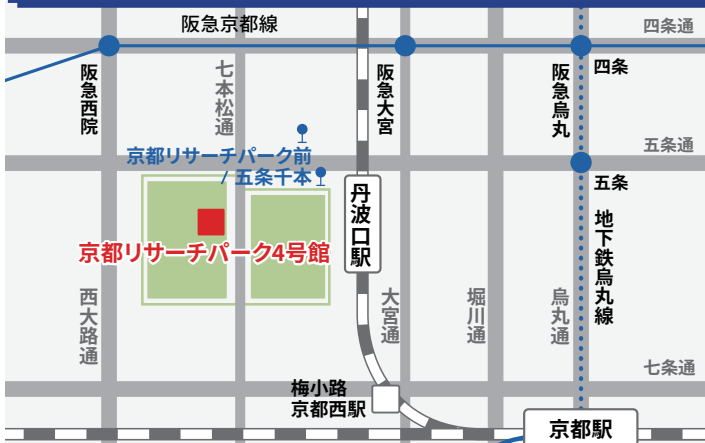 阪急京都線
四条通
阪急西院
七本松通
阪急大宮
阪急烏丸
四条
五条通
京都リサーチパーク前
/ 五条千本
五条
丹波口駅
地下鉄烏丸線
京都リサーチパーク4号館
西大路通
大宮通
堀川通
烏丸通
七条通
梅小路
京都西駅
京都駅